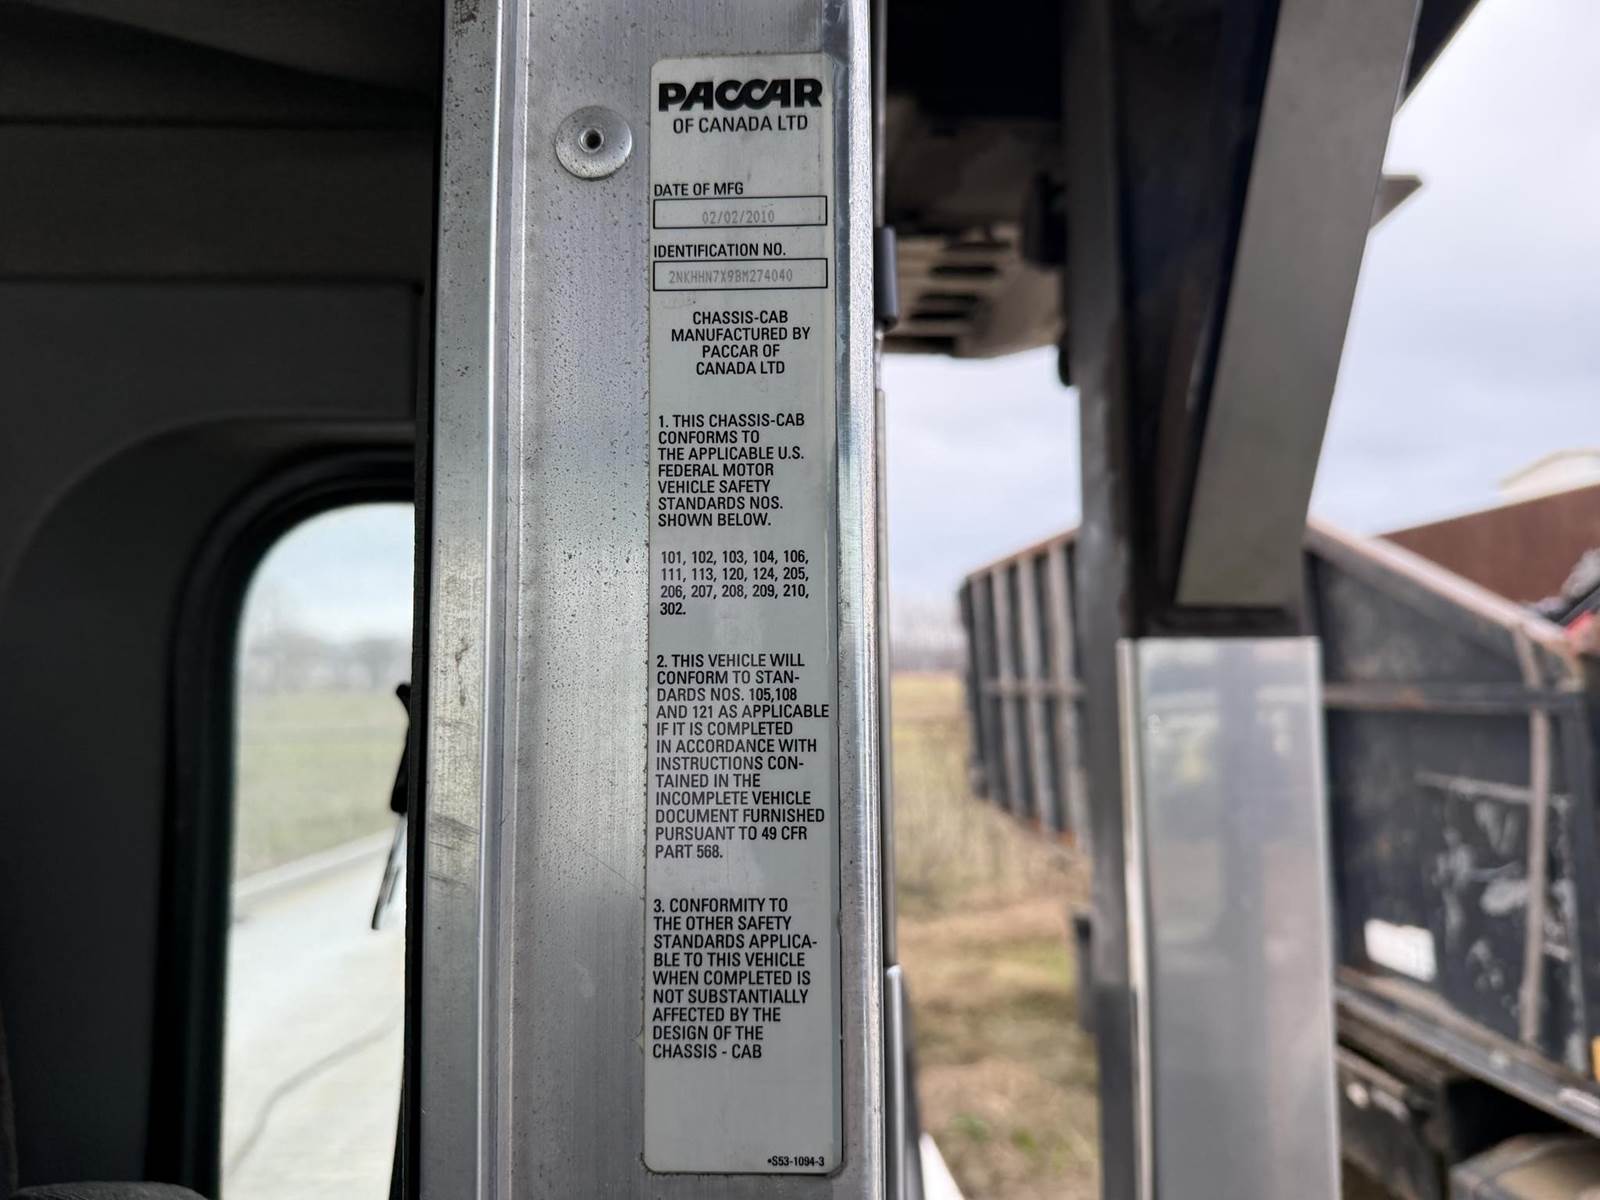 PACCAR
OF CANADA LTD
DATE OF MFG
02/02/2010
IDENTIFICATION NO.
2NKHHN7X9BM274040
CHASSIS-CAB
MANUFACTURED BY
PACCAR OF
CANADA LTD
1. THIS CHASSIS-CAB
CONFORMS TO
THE APPLICABLE U.S.
FEDERAL MOTOR
VEHICLE SAFETY
STANDARDS NOS.
SHOWN BELOW.
101, 102, 103, 104, 106,
111, 113, 120, 124, 205,
206, 207, 208, 209, 210,
302.
2. THIS VEHICLE WILL
CONFORM TO STAN-
DARDS NOS. 105,108
AND 121 AS APPLICABLE
IF IT IS COMPLETED
IN ACCORDANCE WITH
INSTRUCTIONS CON-
TAINED IN THE
INCOMPLETE VEHICLE
DOCUMENT FURNISHED
PURSUANT TO 49 CFR
PART 568.
3. CONFORMITY TO
THE OTHER SAFETY
STANDARDS APPLICA-
BLE TO THIS VEHICLE
WHEN COMPLETED IS
NOT SUBSTANTIALLY
AFFECTED BY THE
DESIGN OF THE
CHASSIS - CAB
•S53-1094-3